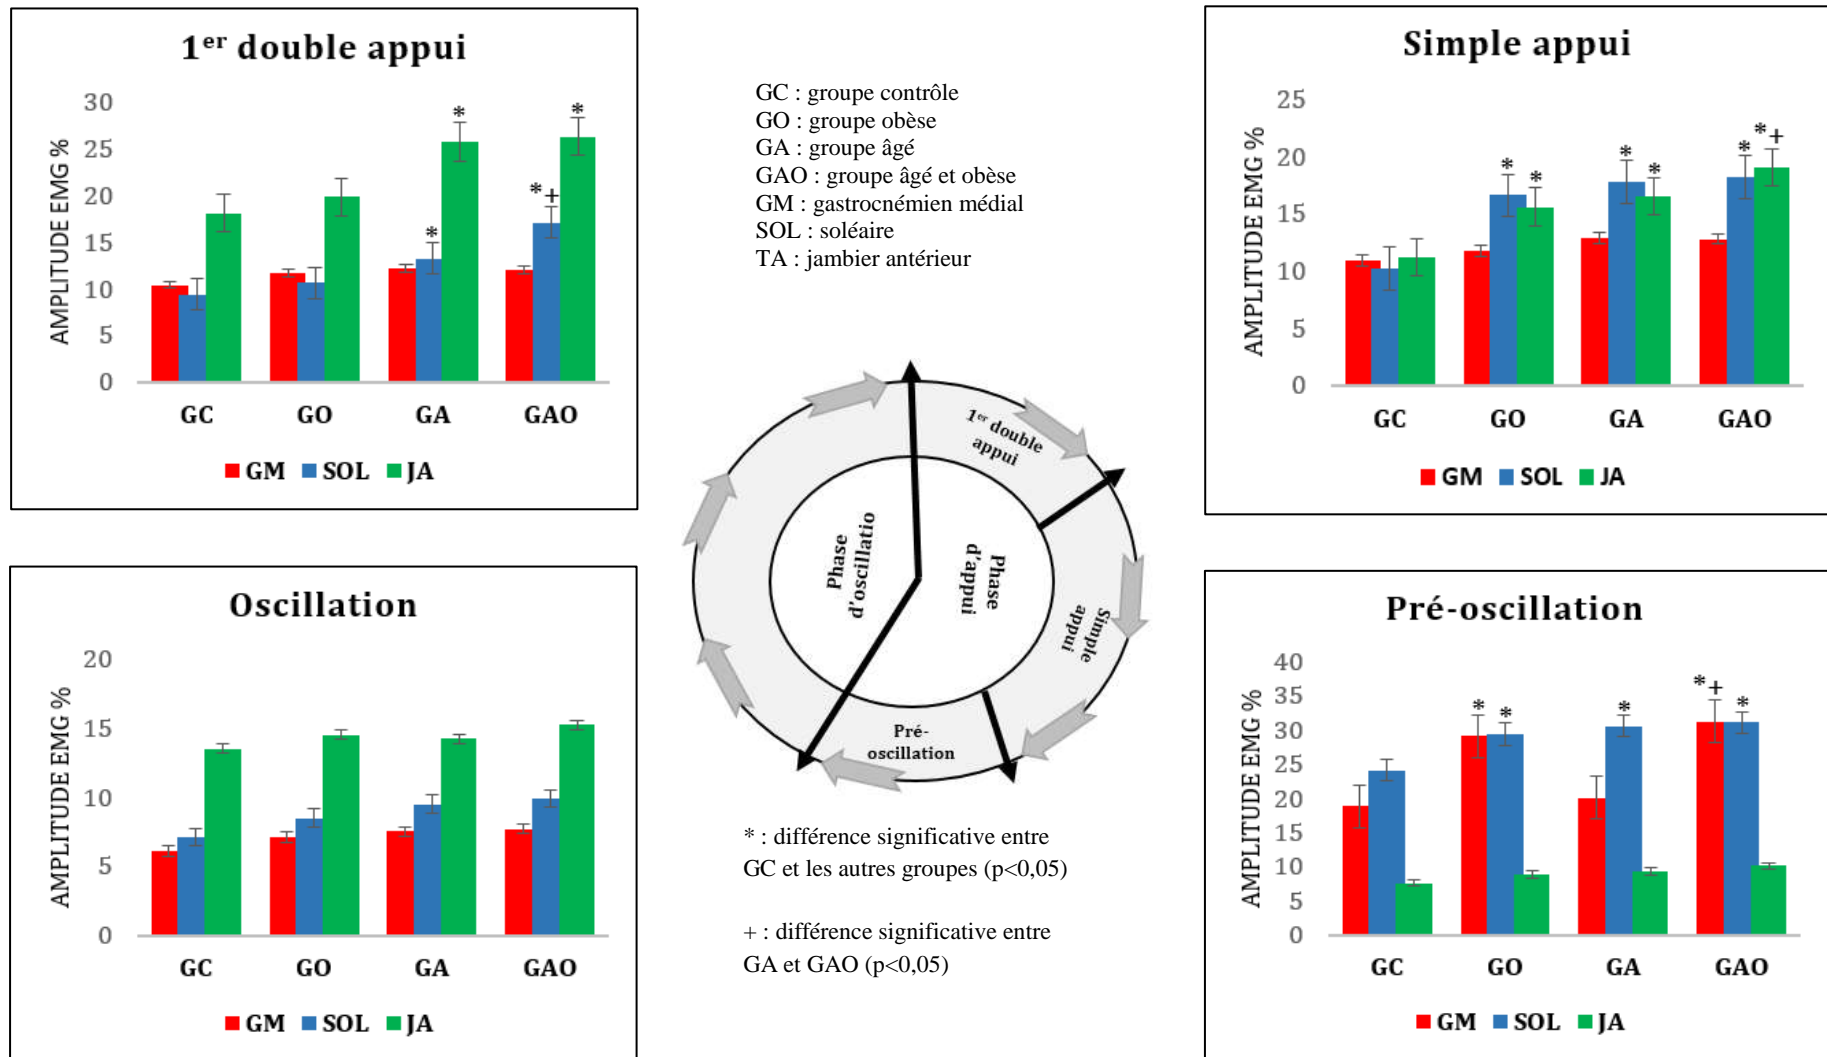 1er double appui
AMPLITUDE EMG %
30
25
20
15
10
5
0
* * * * +
GC GO GA GAO
GM SOL JA
GC : groupe contrôle
GO : groupe obèse
GA : groupe âgé
GAO : groupe âgé et obèse
GM : gastrocnémien médial
SOL : soléaire
TA : jambier antérieur
Simple appui
AMPLITUDE EMG %
25
20
15
10
5
0
* * * * * * +
GC GO GA GAO
GM SOL JA
1er double
appui
Simple
appui
Pré-
oscillation
Phase
d'appui
Phase
d'oscillatio
Oscillation
AMPLITUDE EMG %
20
15
10
5
0
GC GO GA GAO
GM SOL JA
* : différence significative entre
GC et les autres groupes (p<0,05)
+ : différence significative entre
GA et GAO (p<0,05)
Pré-oscillation
AMPLITUDE EMG %
40
35
30
25
20
15
10
5
0
* * * * + *
GC GO GA GAO
GM SOL JA